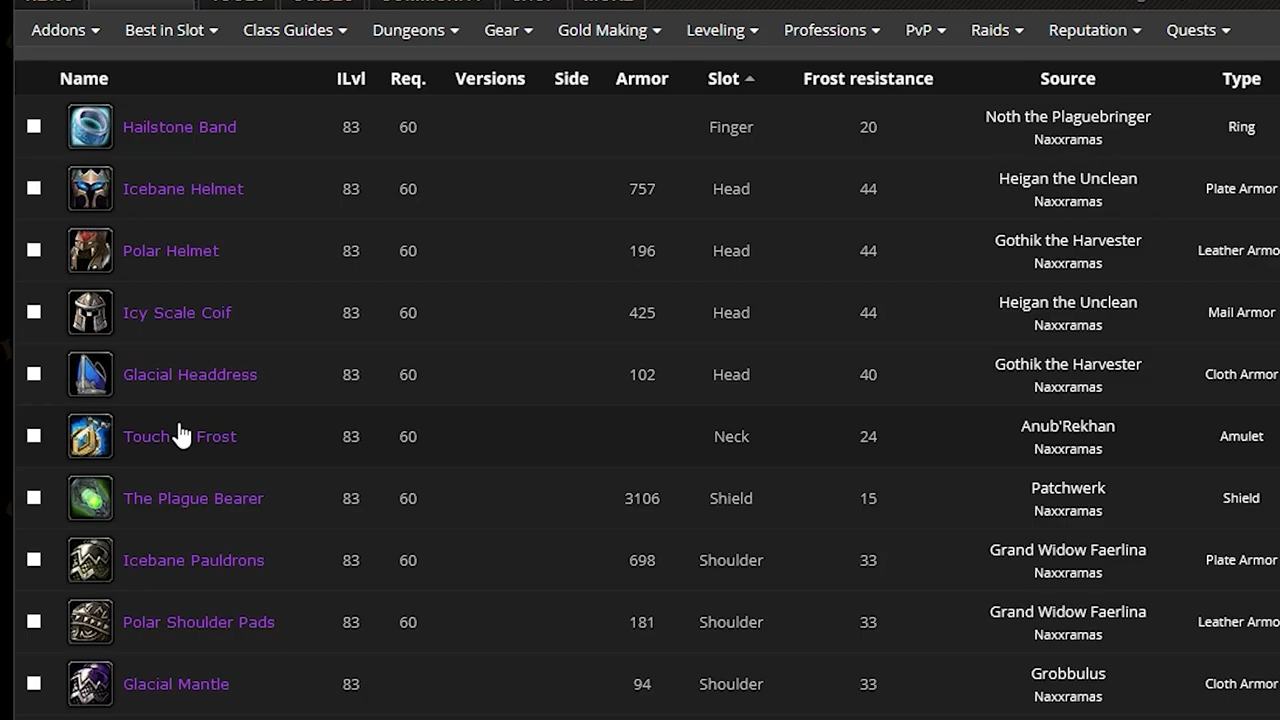 Addons Best in Slot Class Guides Dungeons Gear Gold Making Leveling Professions PvP Raids Reputation Quests
Name ILvl Req. Versions Side Armor Slot Frost resistance Source Type
Hailstone Band 83 60 Finger 20 Noth the Plaguebringer Ring
Naxxramas
Icebane Helmet 83 60 757 Head 44 Heigan the Unclean Plate Armor
Naxxramas
Polar Helmet 83 60 196 Head 44 Gothik the Harvester Leather Armo
Naxxramas
Icy Scale Coif 83 60 425 Head 44 Heigan the Unclean Mail Armor
Naxxramas
Glacial Headdress 83 60 102 Head 40 Gothik the Harvester Cloth Armor
Naxxramas
Touch Frost 83 60 Neck 24 Anub'Rekhan Amulet
Naxxramas
The Plague Bearer 83 60 3106 Shield 15 Patchwerk Shield
Naxxramas
Icebane Pauldrons 83 60 698 Shoulder 33 Grand Widow Faerlina Plate Armor
Naxxramas
Polar Shoulder Pads 83 60 181 Shoulder 33 Grand Widow Faerlina Leather Armo
Naxxramas
Glacial Mantle 83 94 Shoulder 33 Grobbulus Cloth Armor
Naxxramas